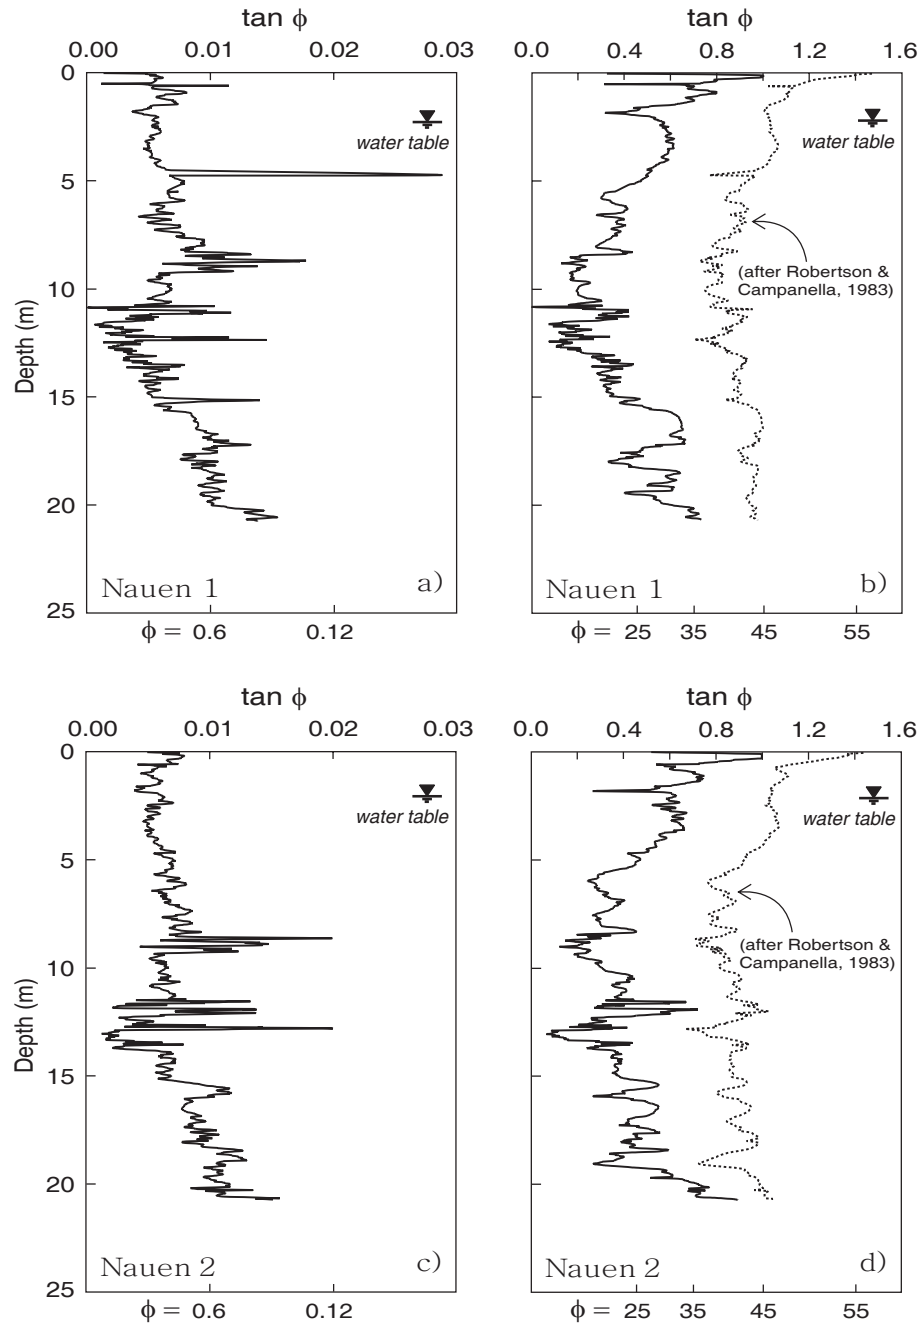 tan ϕ
0.00 0.01 0.02 0.03
0
5
10
15
20
25
Depth (m)
water table
Nauen 1 a)
ϕ = 0.6 0.12
tan ϕ
0.0 0.4 0.8 1.2 1.6
water table
(after Robertson &
Campanella, 1983)
Nauen 1 b)
ϕ = 25 35 45 55
tan ϕ
0.00 0.01 0.02 0.03
0
5
10
15
20
25
Depth (m)
water table
Nauen 2 c)
ϕ = 0.6 0.12
tan ϕ
0.0 0.4 0.8 1.2 1.6
water table
(after Robertson &
Campanella, 1983)
Nauen 2 d)
ϕ = 25 35 45 55